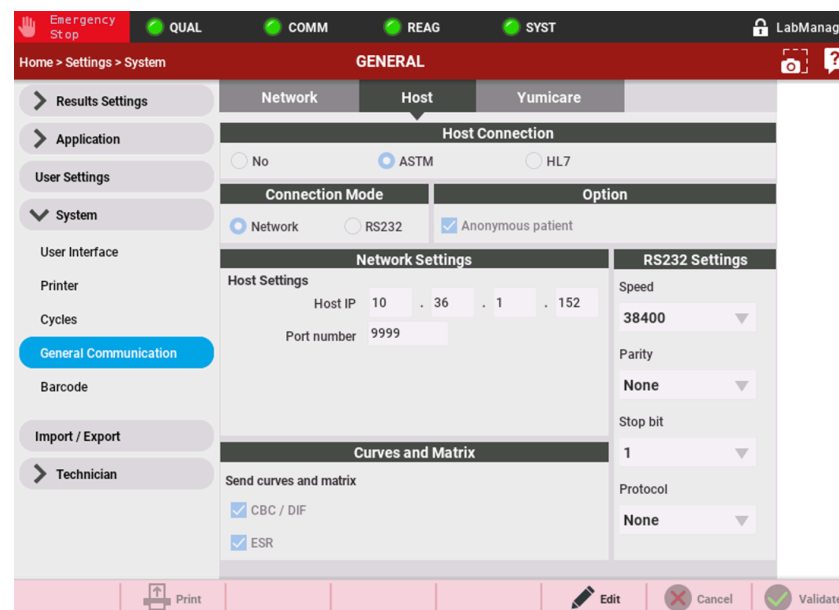 Emergency Stop QUAL COMM REAG SYST LabManag
Home > Settings > System GENERAL ?
Results Settings
Application
User Settings
System
User Interface
Printer
Cycles
General Communication
Barcode
Import / Export
Technician
Network Host Yumicare
Host Connection
No ASTM HL7
Connection Mode
Network RS232
Option
Anonymous patient
Network Settings
Host Settings
Host IP 10 . 36 . 1 . 152
Port number 9999
RS232 Settings
Speed
38400
Parity
None
Stop bit
1
Protocol
None
Curves and Matrix
Send curves and matrix
CBC / DIF
ESR
Print Edit Cancel Validate